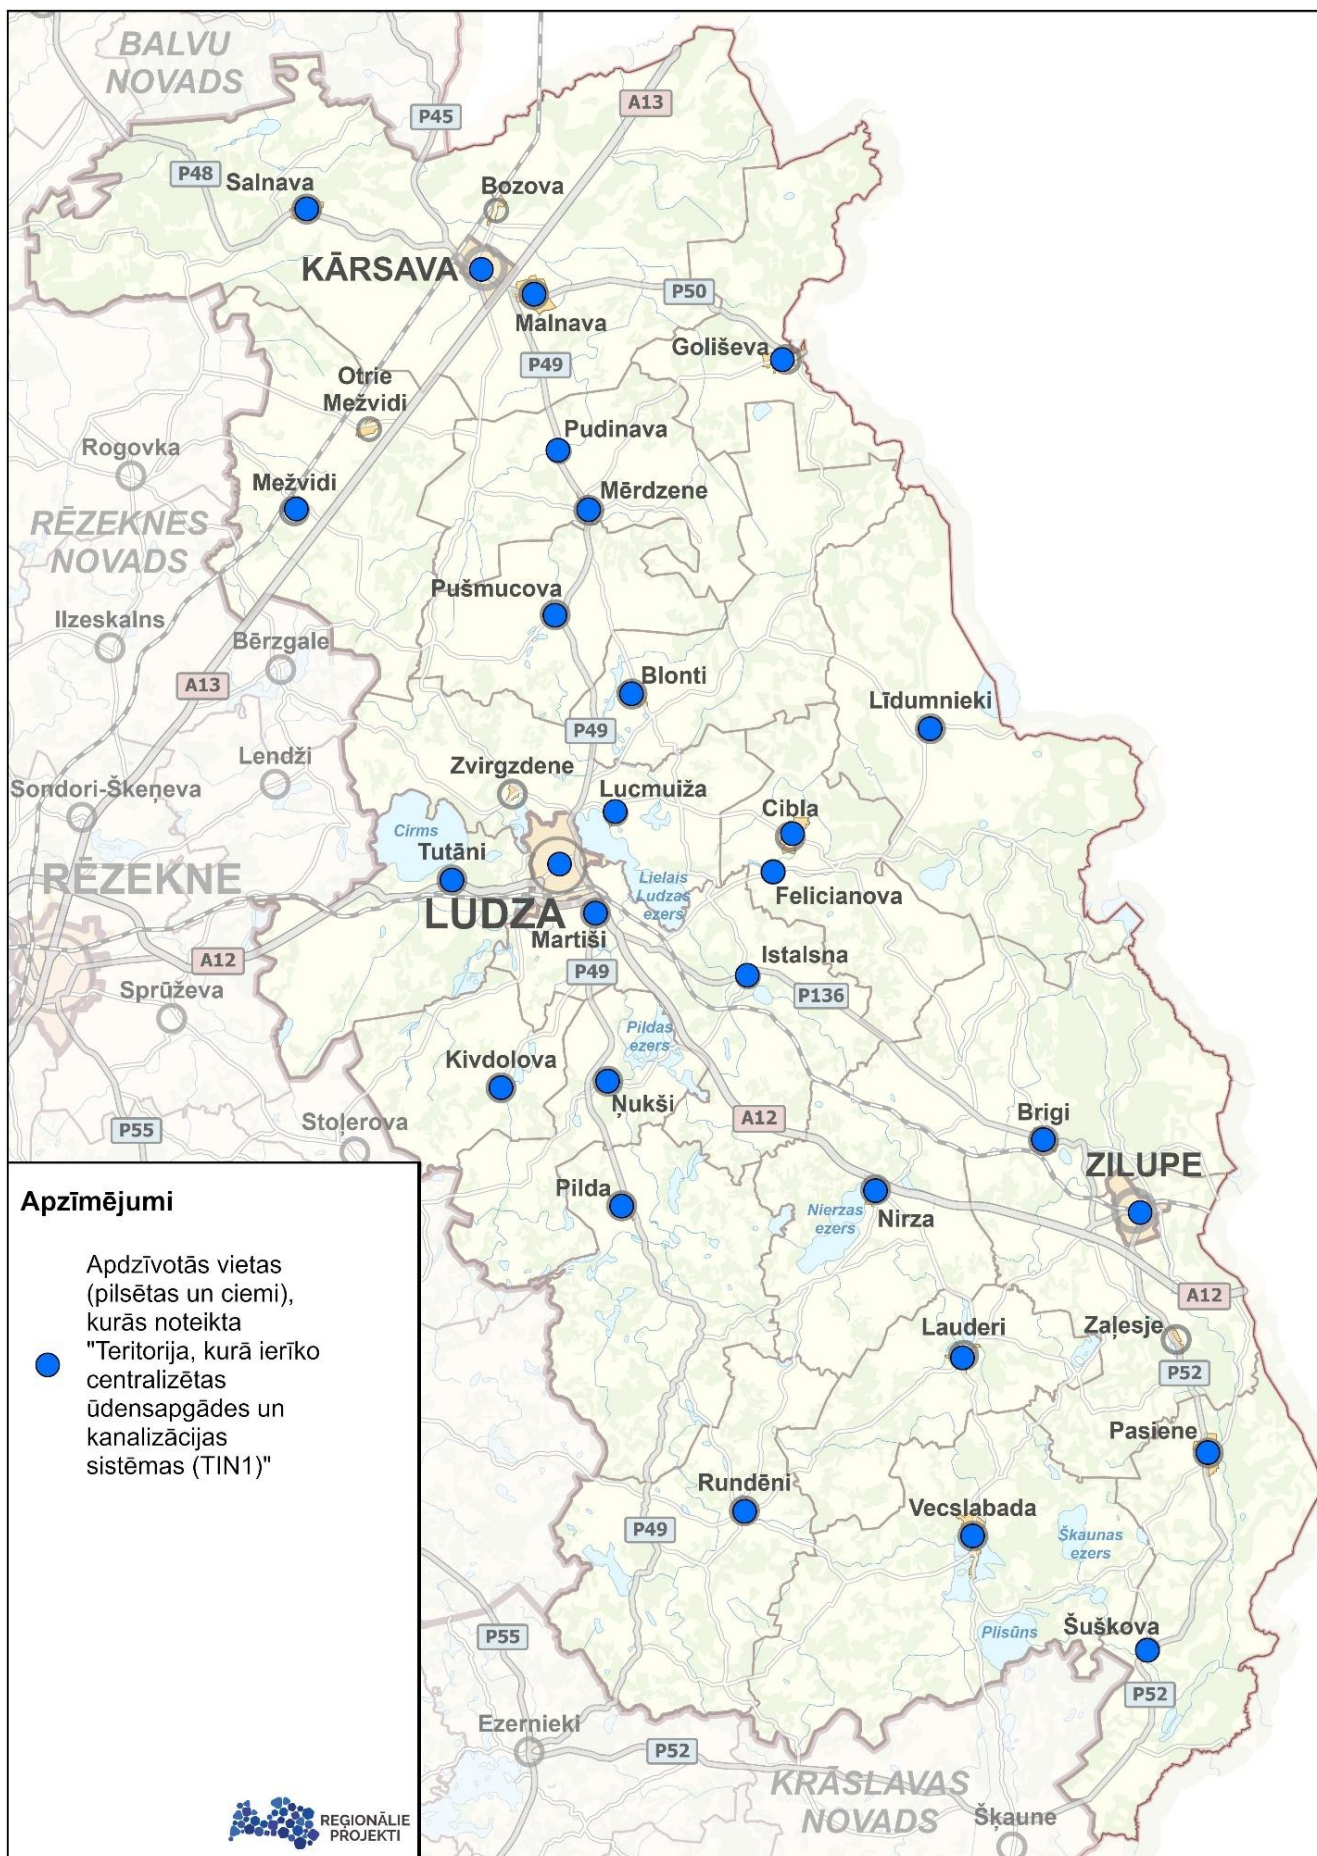 BALVU
NOVADS
A13
P45
P48
Salnava
Bozova
KĀRSAVA
P50
Malnava
Goliševa
P49
Otrie
Mežvidi
Pudinava
Rogovka
Mežvidi
Mērdzene
RĒZEKNES
NOVADS
Pušmucova
Ilzeskalns
Bērzgale
A13
Blonti
Līdumnieki
P49
Lendži
Zvirgzdene
Sondori-Škeņeva
Lucmuiža
Cibla
Cirms
Tutāni
RĒZEKNE
Lielais
Ludzas
ezers
Felicianova
LUDZA
Martiši
A12
P49
Istalsna
Sprūževa
P136
Pildas
ezers
Kivdolova
Ņukši
A12
Brigi
P55
Stoļerova
ZILUPE
Pilda
Nierzas
ezers
Nirza
A12
Zaļesje
Lauderi
P52
Pasiene
Rundēni
Vecslabada
P49
Škaunas
ezers
Šuškova
Plisūns
P55
P52
Ezernieki
P52
KRĀSLAVAS
NOVADS
Šķaune
Apzīmējumi
Apdzīvotās vietas
(pilsētas un ciemi),
kurās noteikta
"Teritorija, kurā ierīko
centralizētas
ūdensapgādes un
kanalizācijas
sistēmas (TIN1)"
REĢIONĀLIE
PROJEKTI